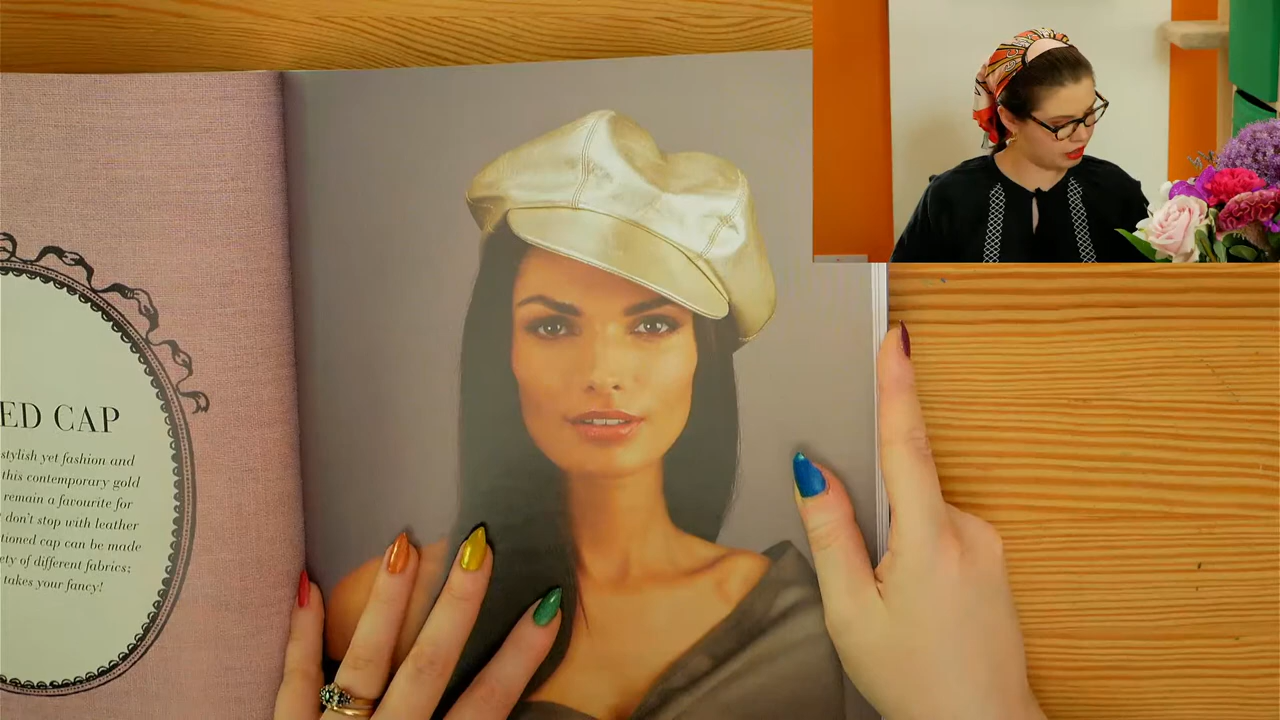 ED CAP
stylish yet fashion and
this contemporary gold
remain a favourite for
don't stop with leather
tioned cap can be made
ety of different fabrics;
takes your fancy!